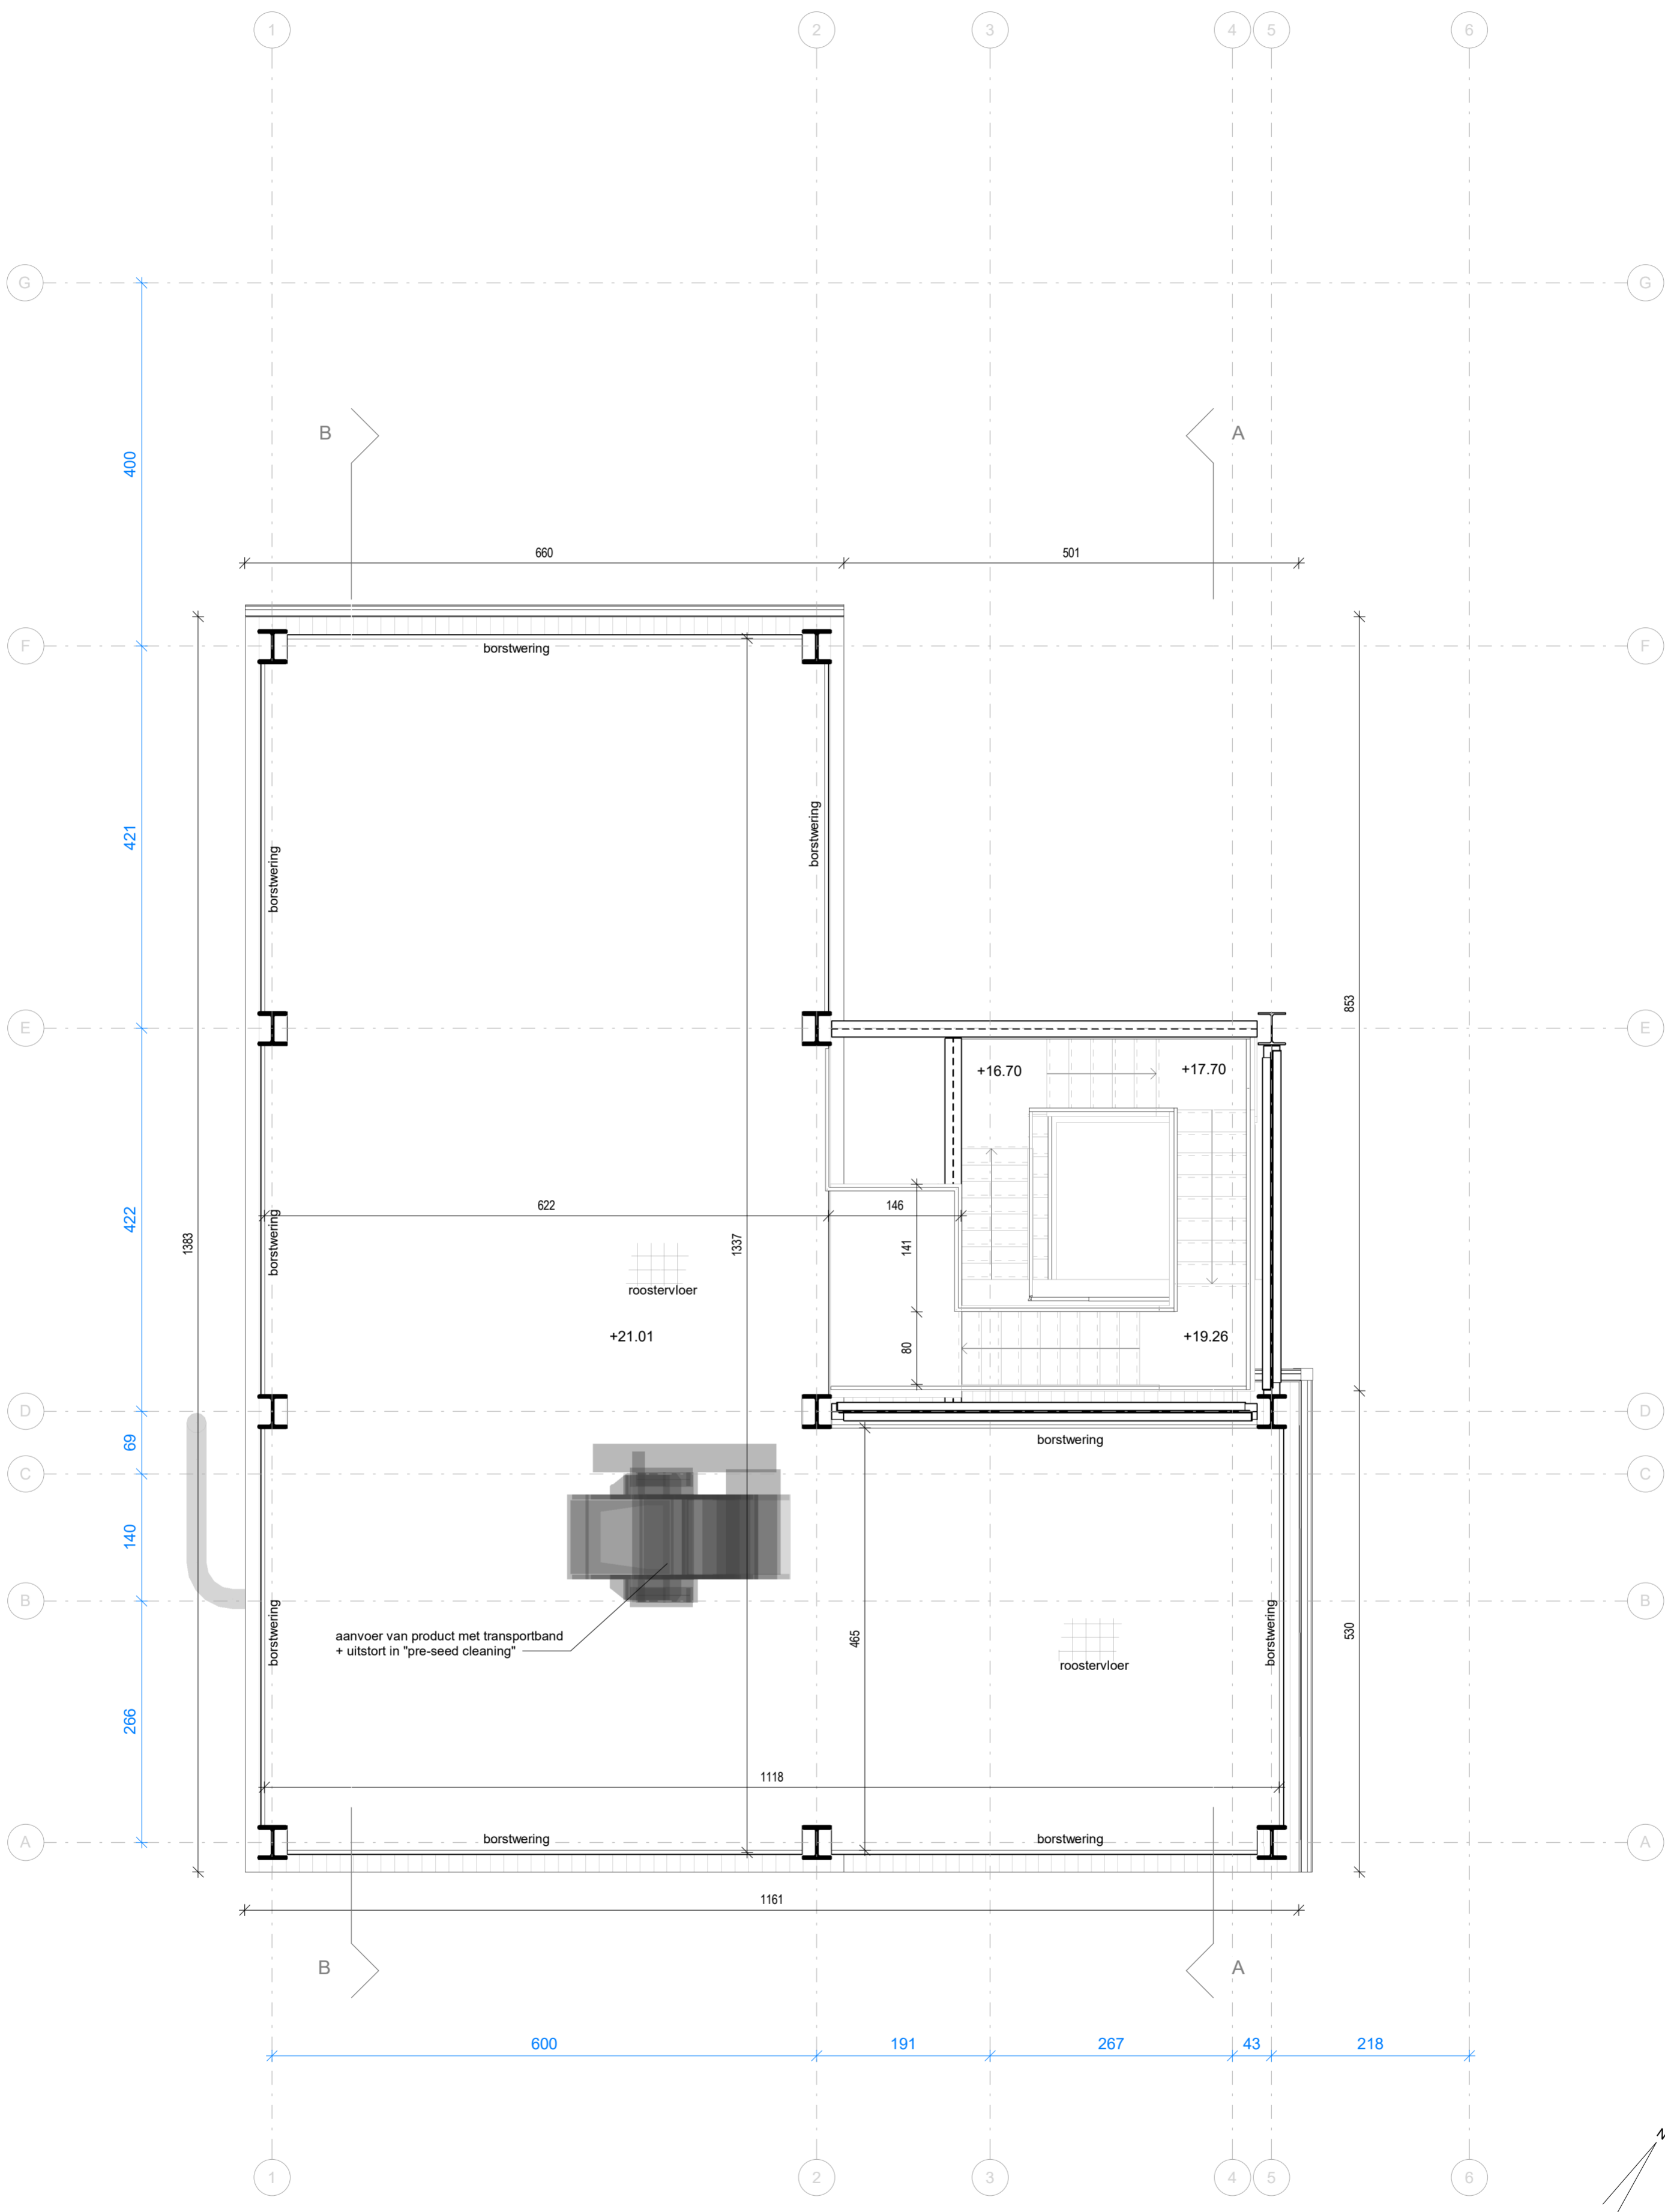 1 2 3 4 5 6
G G
400
B A
660 501
F F
borstwering
421
borstwering
borstwering
853
E E
+16.70 +17.70
422
borstwering
622 146
141
1383
1337
roostervloer
+21.01
80
+19.26
D D
69
borstwering
C C
140
B B
aanvoer van product met transportband
+ uitstort in "pre-seed cleaning"
borstwering
465
borstwering
530
roostervloer
266
1118
borstwering borstwering
A A
1161
B A
600 191 267 43 218
N
1 2 3 4 5 6